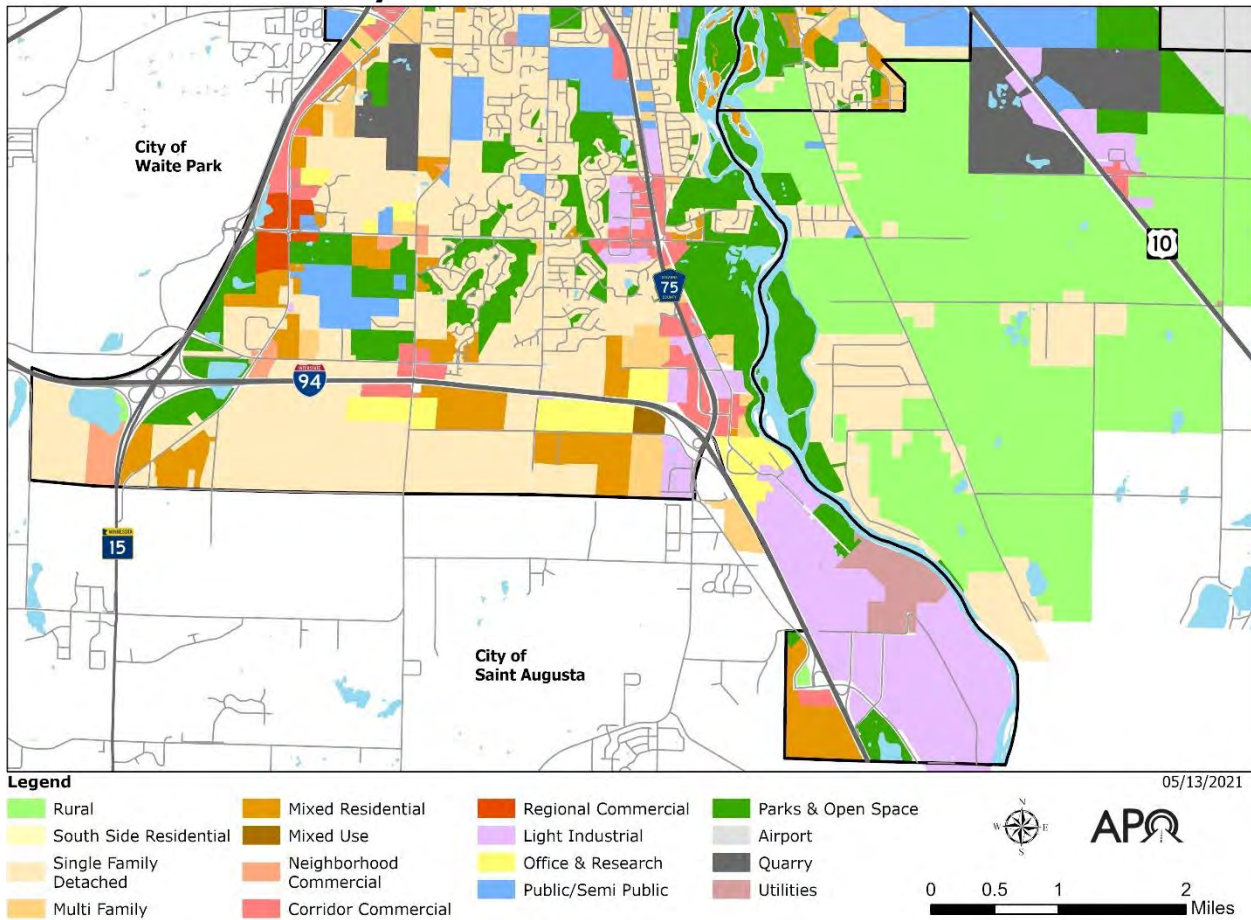 City of
Waite Park
10
75
INTERSTATE
94
MINNESOTA
15
City of
Saint Augusta
Legend
05/13/2021
Rural
South Side Residential
Single Family
Detached
Multi Family
Mixed Residential
Mixed Use
Neighborhood
Commercial
Corridor Commercial
Regional Commercial
Light Industrial
Office & Research
Public/Semi Public
Parks & Open Space
Airport
Quarry
Utilities
N
W E
S
APO
0 0.5 1 2
Miles